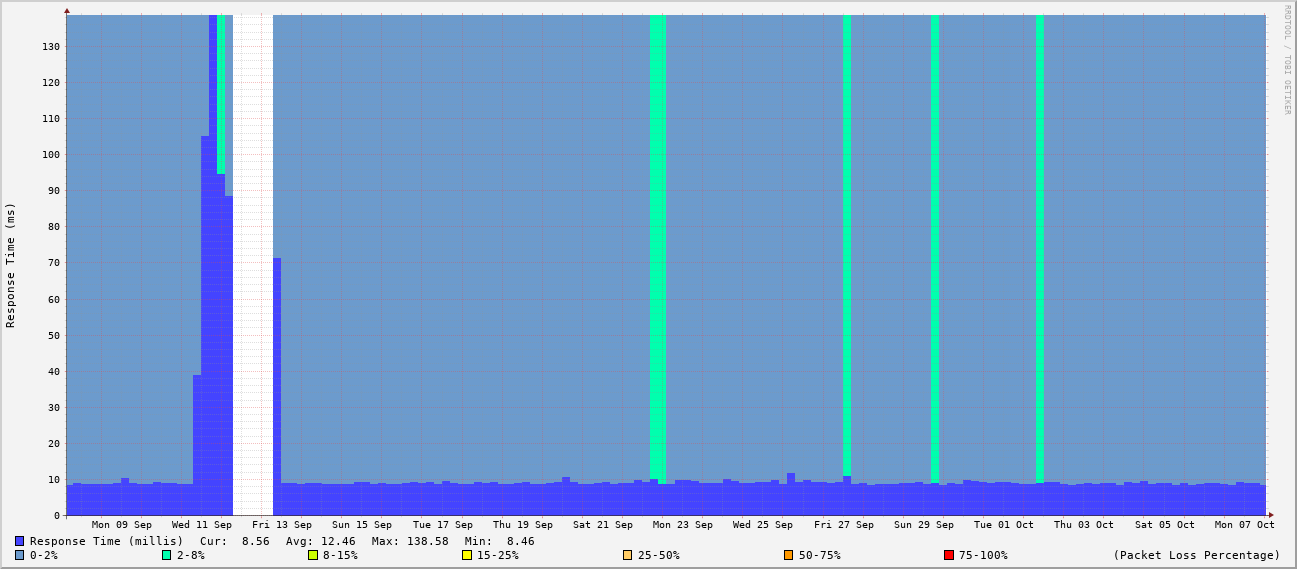 RRDTOOL / TOBI OETIKER
Response Time (ms)
130
120
110
100
90
80
70
60
50
40
30
20
10
0
Mon 09 Sep Wed 11 Sep Fri 13 Sep Sun 15 Sep Tue 17 Sep Thu 19 Sep Sat 21 Sep Mon 23 Sep Wed 25 Sep Fri 27 Sep Sun 29 Sep Tue 01 Oct Thu 03 Oct Sat 05 Oct Mon 07 Oct
Response Time (millis) Cur: 8.56 Avg: 12.46 Max: 138.58 Min: 8.46
0-2% 2-8% 8-15% 15-25% 25-50% 50-75% 75-100% (Packet Loss Percentage)